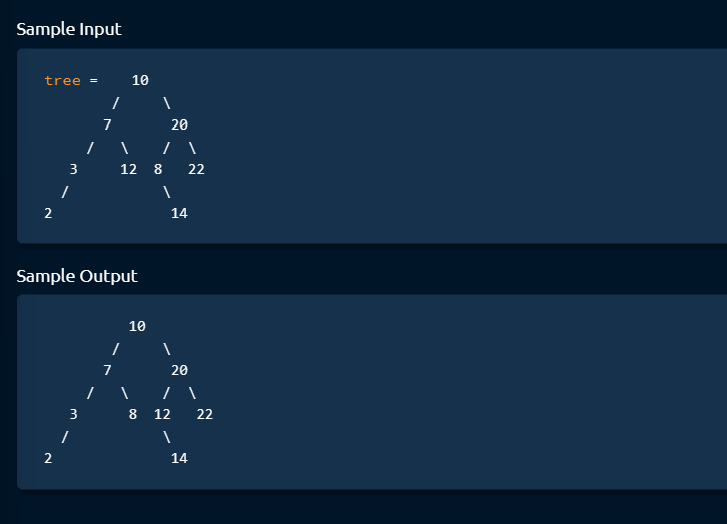 Sample Input
tree =    10
        /     \
       7       20
     /   \    /  \
   3     12  8   22
  /           \
2              14
Sample Output
          10
        /     \
       7       20
     /   \    /  \
   3      8  12   22
  /           \
2              14